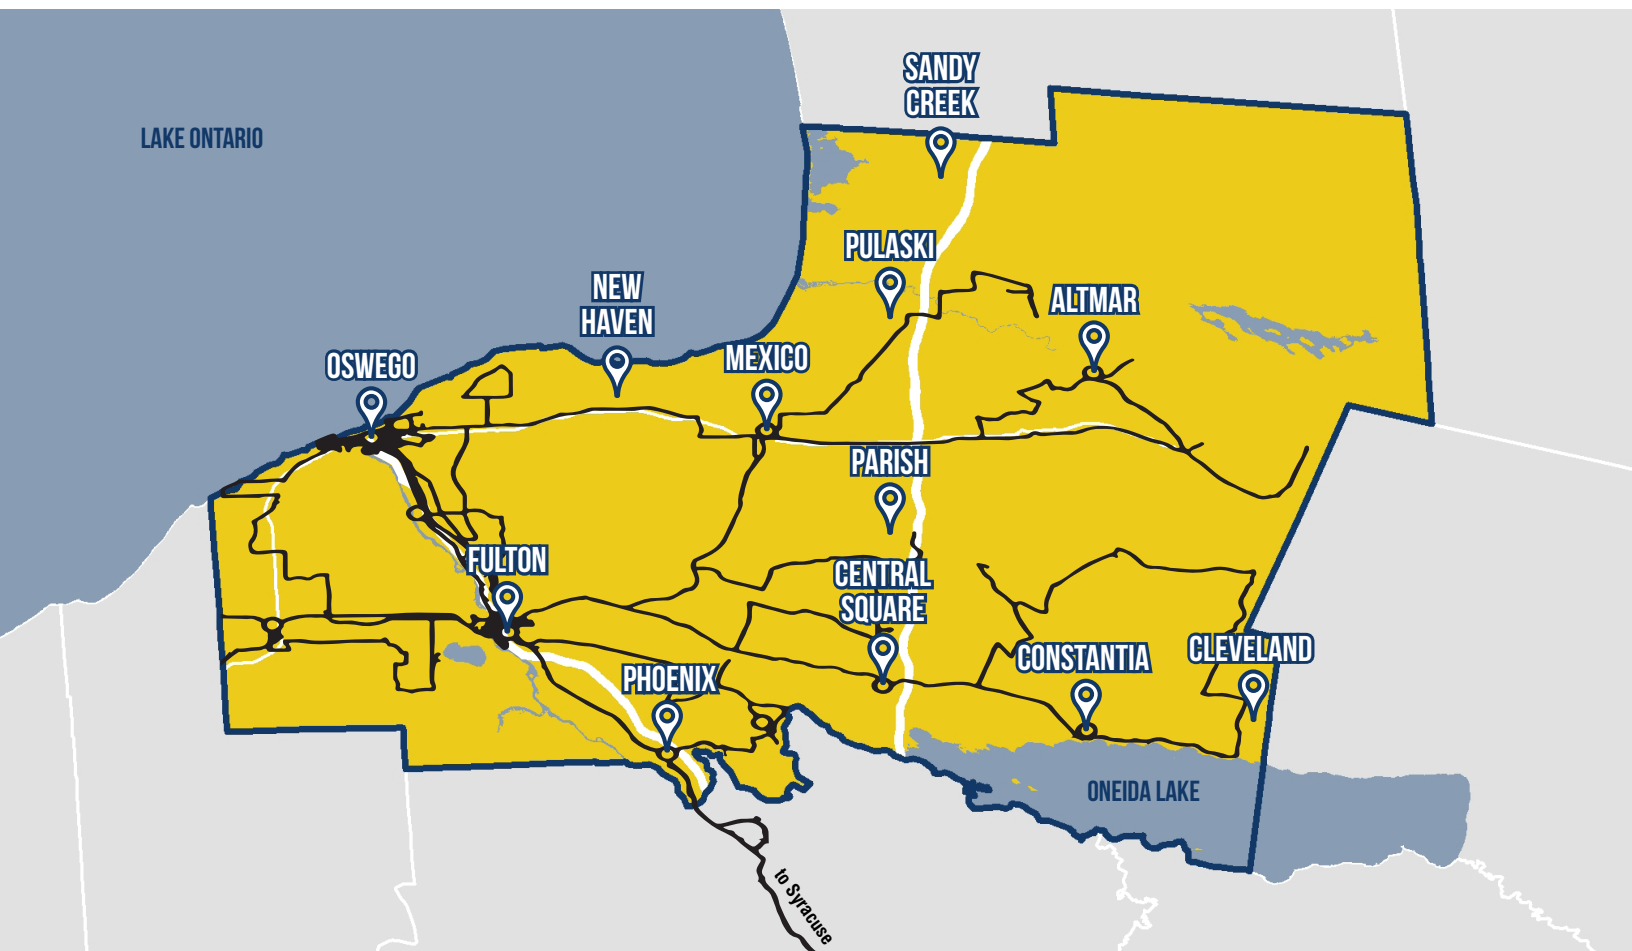 SANDY
CREEK
LAKE ONTARIO
PULASKI
NEW
HAVEN
ALTMAR
OSWEGO
MEXICO
PARISH
FULTON
CENTRAL
SQUARE
CONSTANTIA
CLEVELAND
PHOENIX
ONEIDA LAKE
to Syracuse